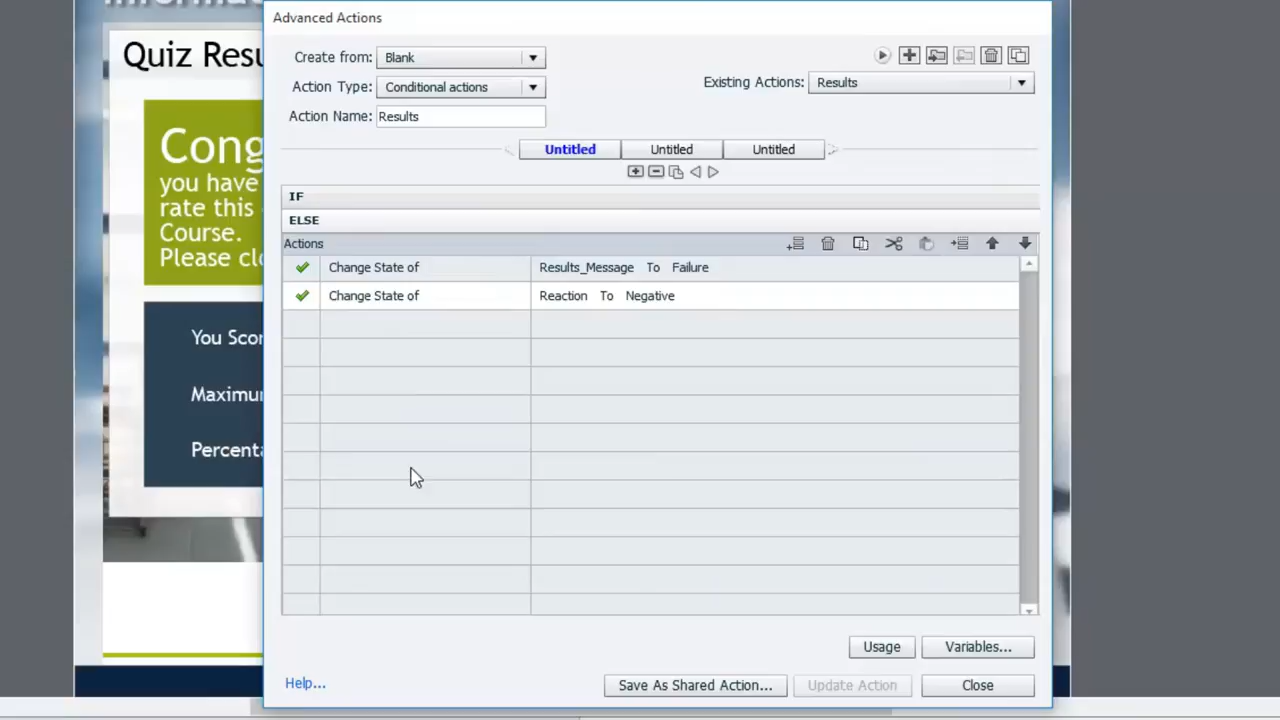 Advanced Actions
Create from: Blank
Action Type: Conditional actions
Existing Actions: Results
Action Name: Results
Untitled Untitled Untitled
IF
ELSE
Actions
Change State of Results_Message To Failure
Change State of Reaction To Negative
Usage Variables...
Help... Save As Shared Action... Update Action Close
Quiz Resu
Cong
you have
rate this
Course.
Please clo
You Scor
Maximu
Percenta